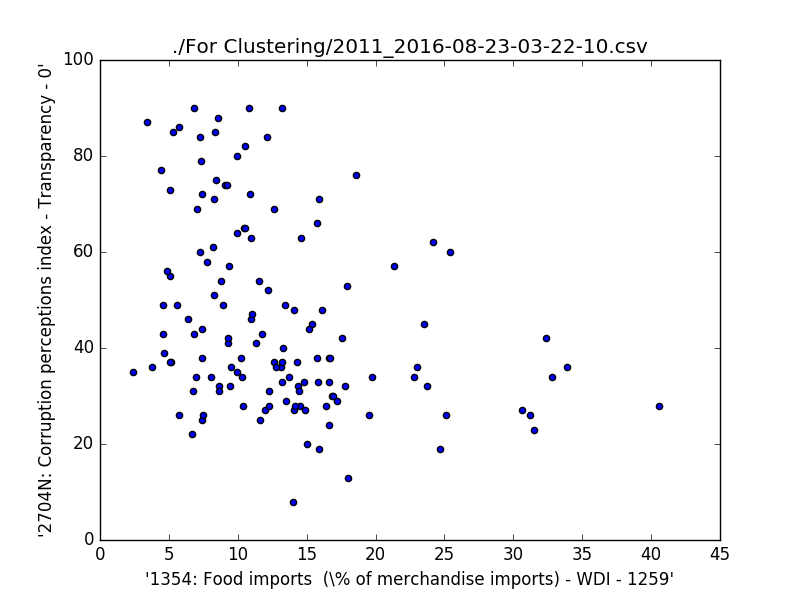 ./For Clustering/2011_2016-08-23-03-22-10.csv
'2704N: Corruption perceptions index - Transparency - 0'
100
80
60
40
20
0
0 5 10 15 20 25 30 35 40 45
'1354: Food imports  (\% of merchandise imports) - WDI - 1259'